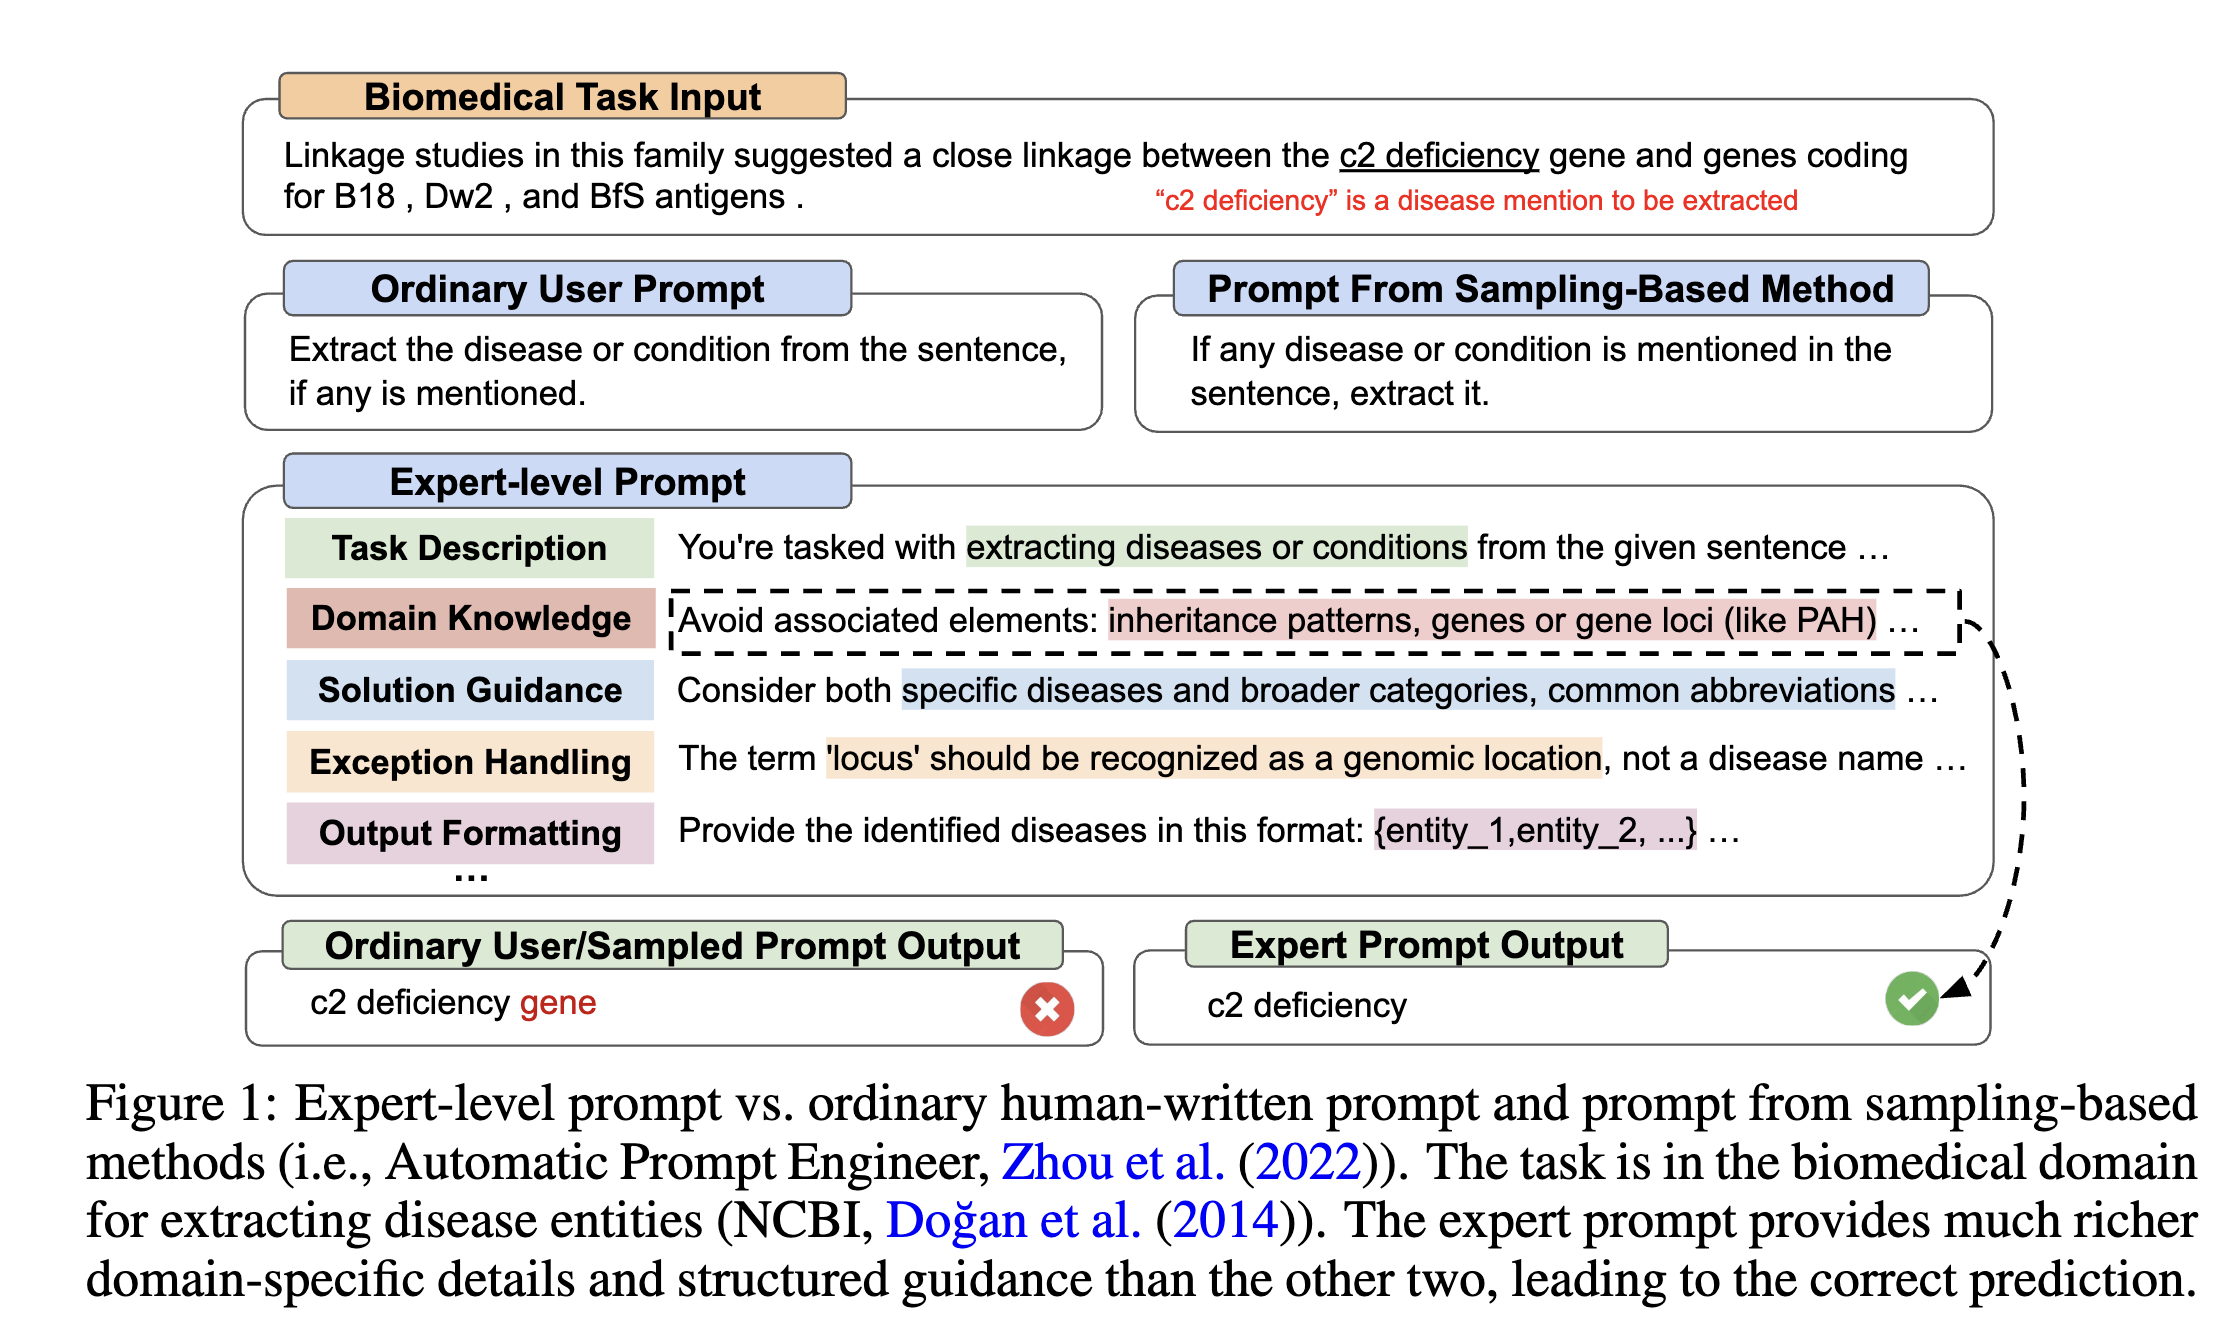 Biomedical Task Input
Linkage studies in this family suggested a close linkage between the c2 deficiency gene and genes coding
for B18 , Dw2 , and BfS antigens .
“c2 deficiency” is a disease mention to be extracted
Ordinary User Prompt
Extract the disease or condition from the sentence,
if any is mentioned.
Prompt From Sampling-Based Method
If any disease or condition is mentioned in the
sentence, extract it.
Expert-level Prompt
Task Description
You're tasked with extracting diseases or conditions from the given sentence …
Domain Knowledge
Avoid associated elements: inheritance patterns, genes or gene loci (like PAH) …
Solution Guidance
Consider both specific diseases and broader categories, common abbreviations …
Exception Handling
The term 'locus' should be recognized as a genomic location, not a disease name …
Output Formatting
Provide the identified diseases in this format: {entity_1,entity_2, ...} …
…
Ordinary User/Sampled Prompt Output
c2 deficiency gene
Expert Prompt Output
c2 deficiency
Figure 1: Expert-level prompt vs. ordinary human-written prompt and prompt from sampling-based
methods (i.e., Automatic Prompt Engineer, Zhou et al. (2022)). The task is in the biomedical domain
for extracting disease entities (NCBI, Doğan et al. (2014)). The expert prompt provides much richer
domain-specific details and structured guidance than the other two, leading to the correct prediction.